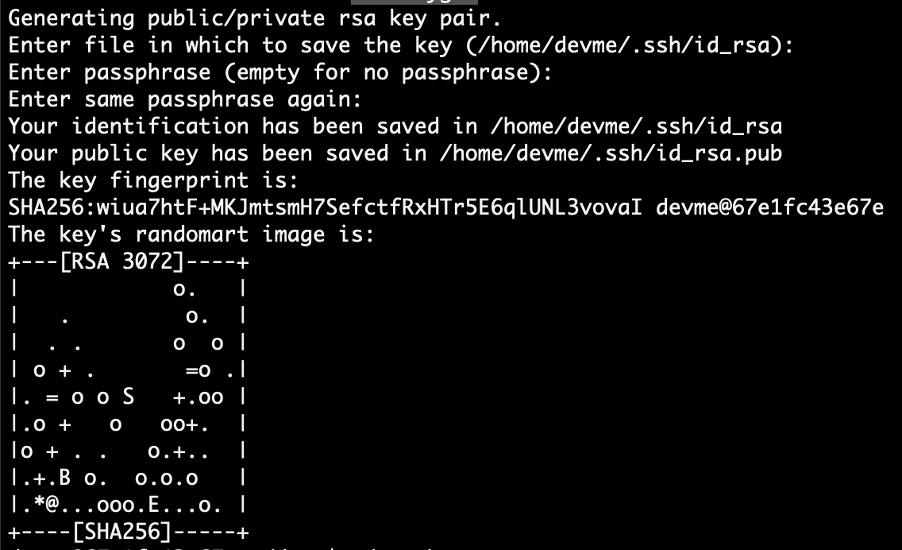 Generating public/private rsa key pair.
Enter file in which to save the key (/home/devme/.ssh/id_rsa):
Enter passphrase (empty for no passphrase):
Enter same passphrase again:
Your identification has been saved in /home/devme/.ssh/id_rsa
Your public key has been saved in /home/devme/.ssh/id_rsa.pub
The key fingerprint is:
SHA256:wiua7htF+MKJmtsmH7SefctfRxHTr5E6qlUNL3vovaI devme@67e1fc43e67e
The key's randomart image is:
+---[RSA 3072]----+
|            o.   |
|   .         o.  |
|  . .       o  o |
| o + .       =o .|
|. = o o S   +.oo |
|.o +   o   oo+.  |
|o + . .   o.+..  |
|.+.B o.  o.o.o   |
|.*@...ooo.E...o. |
+----[SHA256]-----+